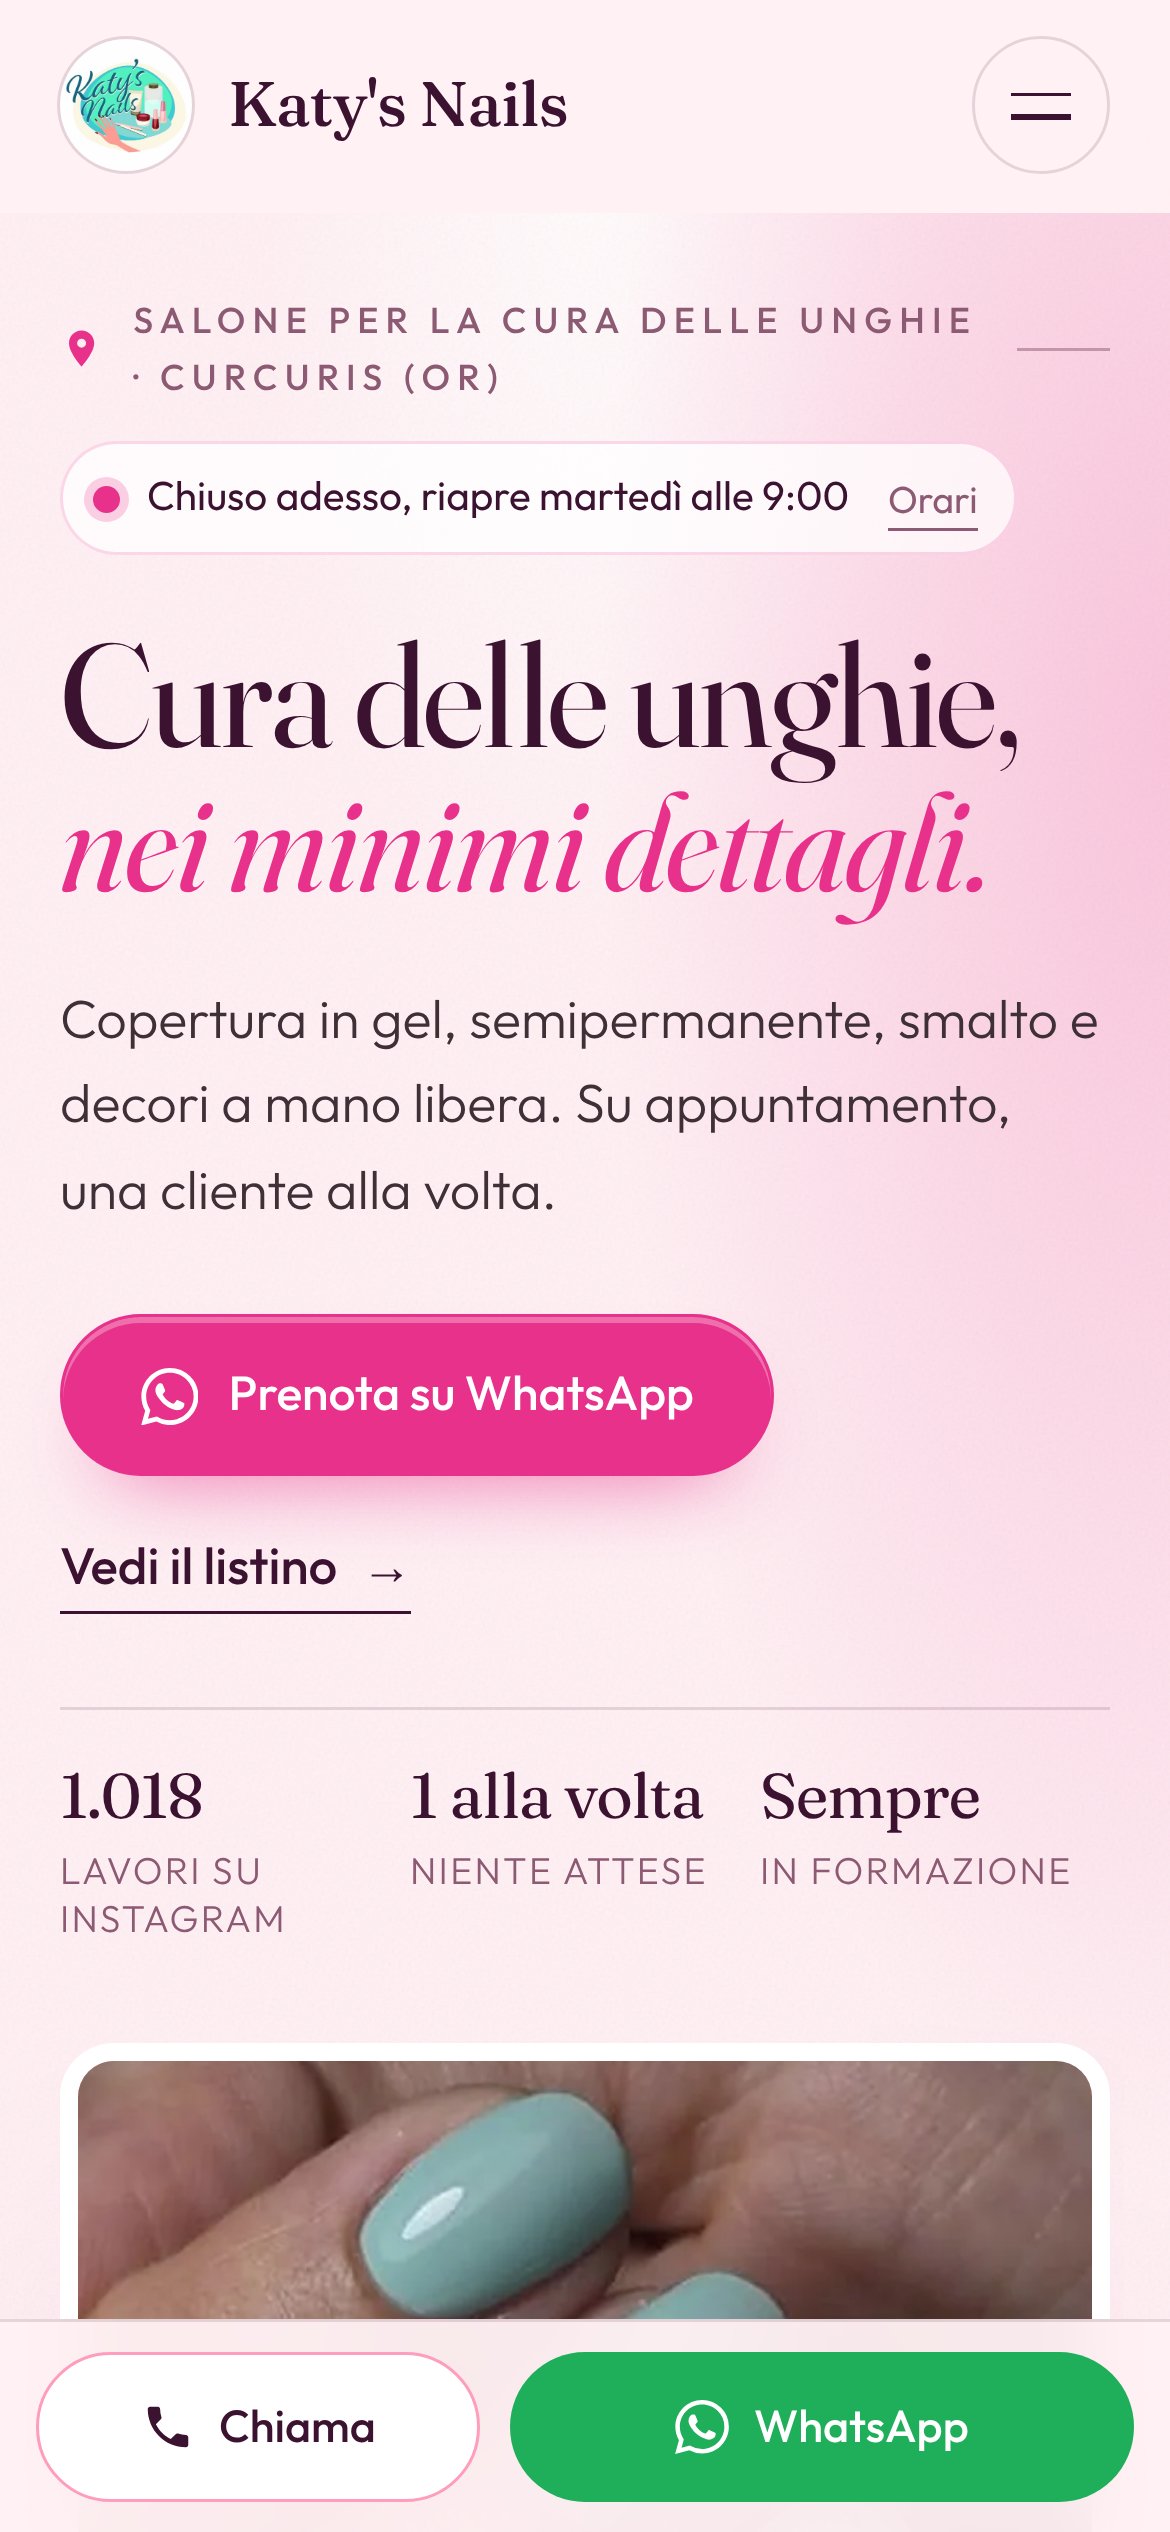 Katy's Nails
Katy's Nails
SALONE PER LA CURA DELLE UNGHIE
· CURCURIS (OR)
Chiuso adesso, riapre martedì alle 9:00 Orari
Cura delle unghie,
nei minimi dettagli.
Copertura in gel, semipermanente, smalto e
decori a mano libera. Su appuntamento,
una cliente alla volta.
Prenota su WhatsApp
Vedi il listino →
1.018 1 alla volta Sempre
LAVORI SU NIENTE ATTESE IN FORMAZIONE
INSTAGRAM
Chiama WhatsApp